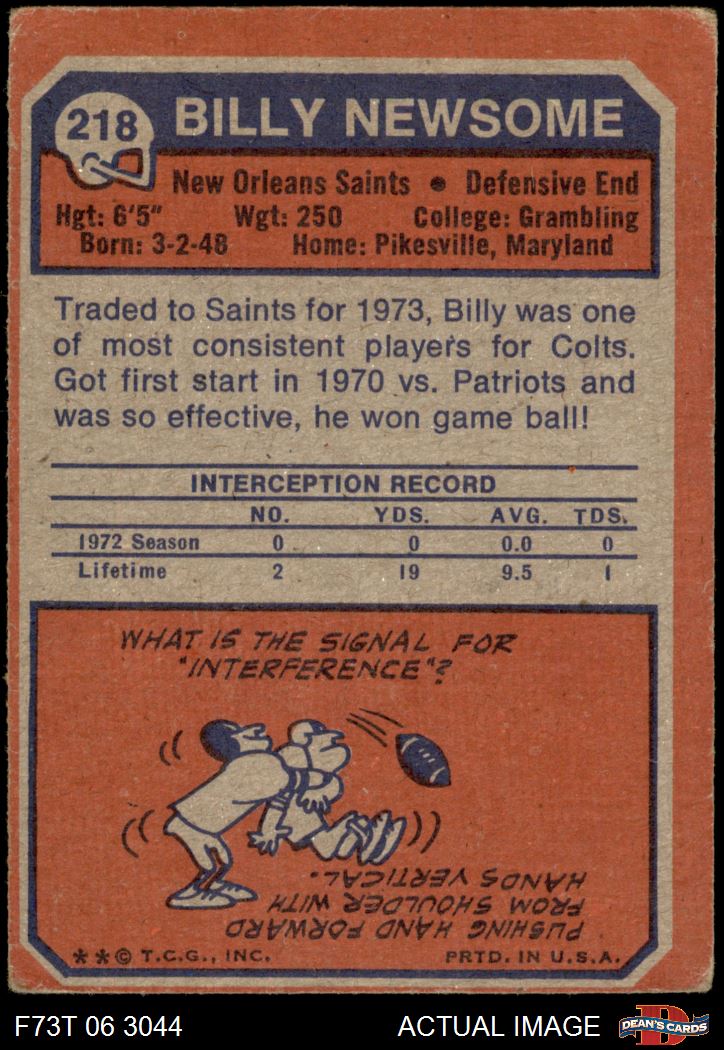 218 BILLY NEWSOME
New Orleans Saints • Defensive End
Hgt: 6'5" Wgt: 250 College: Grambling
Born: 3-2-48 Home: Pikesville, Maryland
Traded to Saints for 1973, Billy was one
of most consistent players for Colts.
Got first start in 1970 vs. Patriots and
was so effective, he won game ball!
INTERCEPTION RECORD
NO. YDS. AVG. TDS.
1972 Season 0 0 0.0 0
Lifetime 2 19 9.5 1
WHAT IS THE SIGNAL FOR
"INTERFERENCE"?
PUSHING HAND FORWARD
FROM SHOULDER WITH
HANDS VERTICAL.
**© T.C.G., INC. PRTD. IN U.S.A.
F73T 06 3044 ACTUAL IMAGE D DEAN'S CARDS